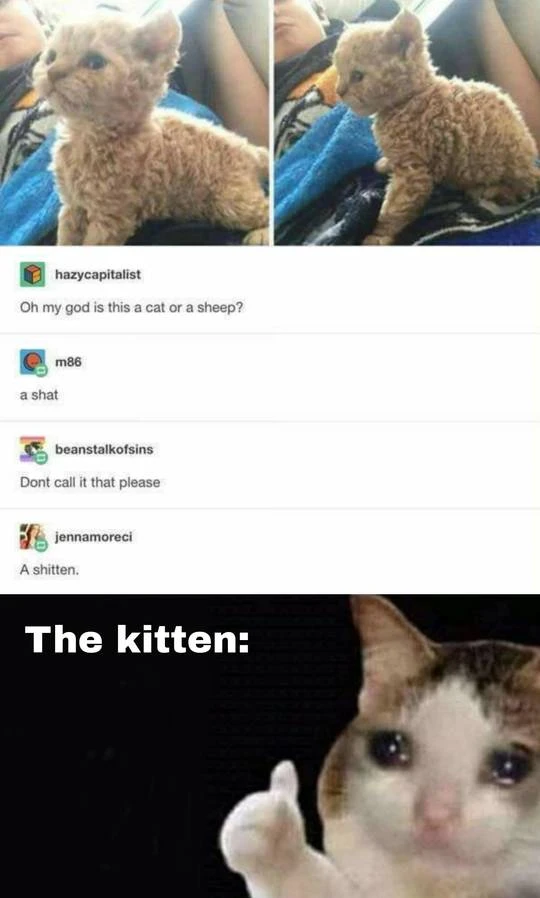 hazycapitalist
Oh my god is this a cat or a sheep?
m86
a shat
beanstalkofsins
Dont call it that please
jennamoreci
A shitten.
The kitten: